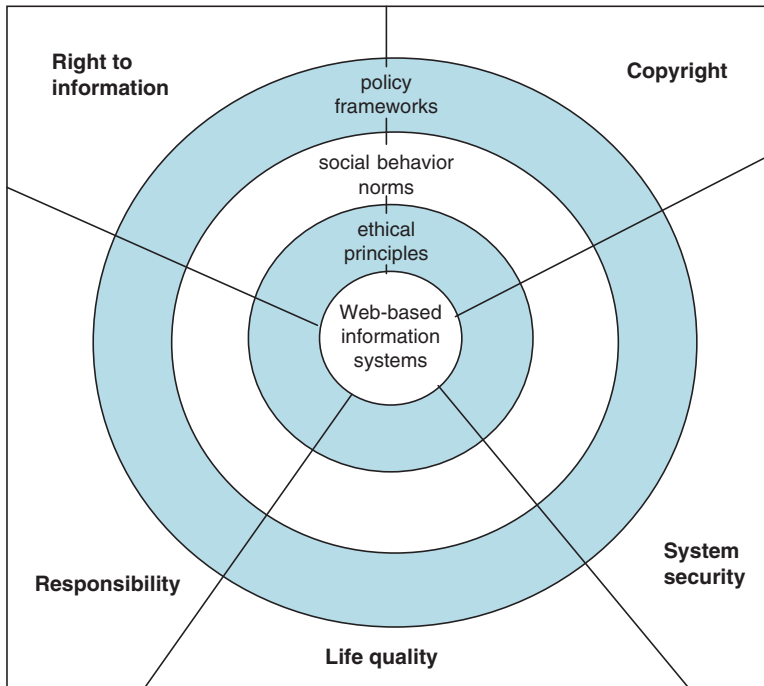 Right to
information
Copyright
policy
frameworks
social behavior
norms
ethical
principles
Web-based
information
systems
System
security
Responsibility
Life quality